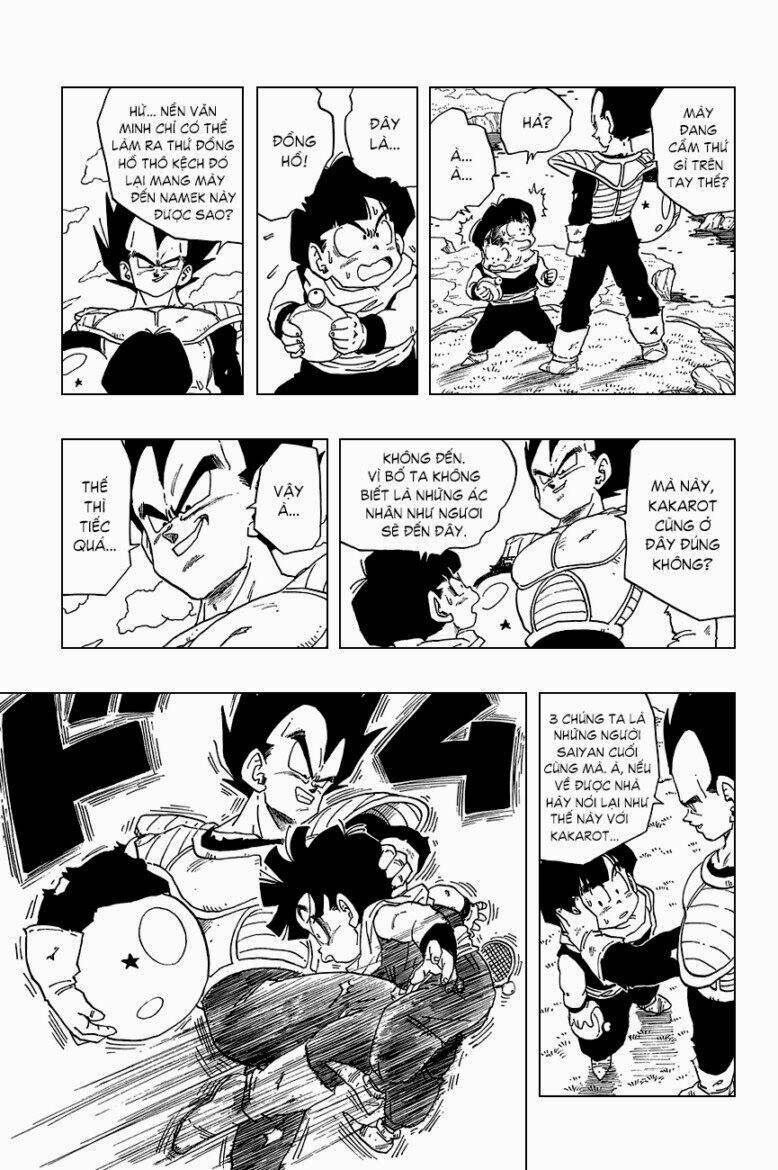 MÀY
ĐANG
CẦM THỨ
GÌ TRÊN
TAY THẾ?
HẢ?
À...
À...
ĐÂY
LÀ...
ĐỒNG
HỒ!
HỪ... NỀN VĂN
MINH CHỈ CÓ THỂ
LÀM RA THỨ ĐỒNG
HỒ THÔ KỆCH ĐÓ
LẠI MANG MÀY
ĐẾN NAMEK NÀY
ĐƯỢC SAO?
MÀ NÀY,
KAKAROT
CŨNG Ở
ĐÂY ĐÚNG
KHÔNG?
KHÔNG ĐẾN.
VÌ BỐ TA KHÔNG
BIẾT LÀ NHỮNG ÁC
NHÂN NHƯ NGƯƠI
SẼ ĐẾN ĐÂY.
VẬY
À...
THẾ
THÌ
TIẾC
QUÁ...
3 CHÚNG TA LÀ
NHỮNG NGƯỜI
SAIYAN CUỐI
CÙNG MÀ. À, NẾU
VỀ ĐƯỢC NHÀ
HÃY NÓI LẠI NHƯ
THẾ NÀY VỚI
KAKAROT...
ドム